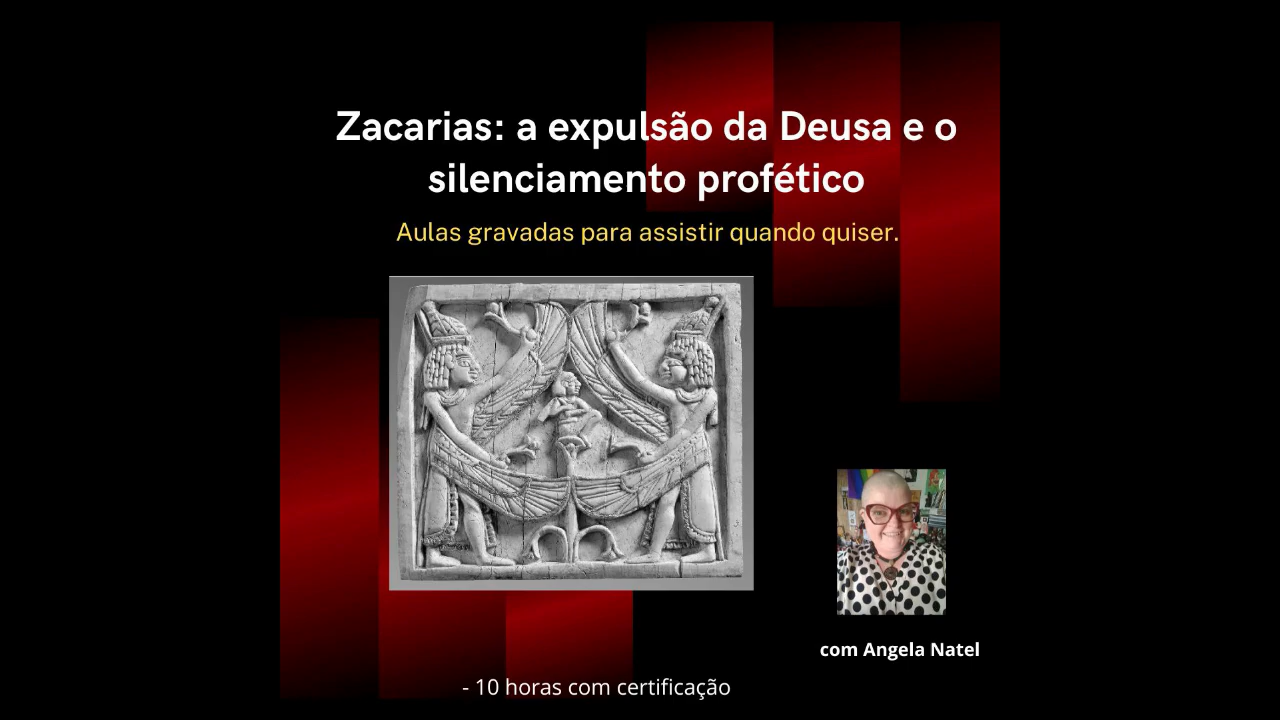 Zacarias: a expulsão da Deusa e o
silenciamento profético
Aulas gravadas para assistir quando quiser.
com Angela Natel
- 10 horas com certificação